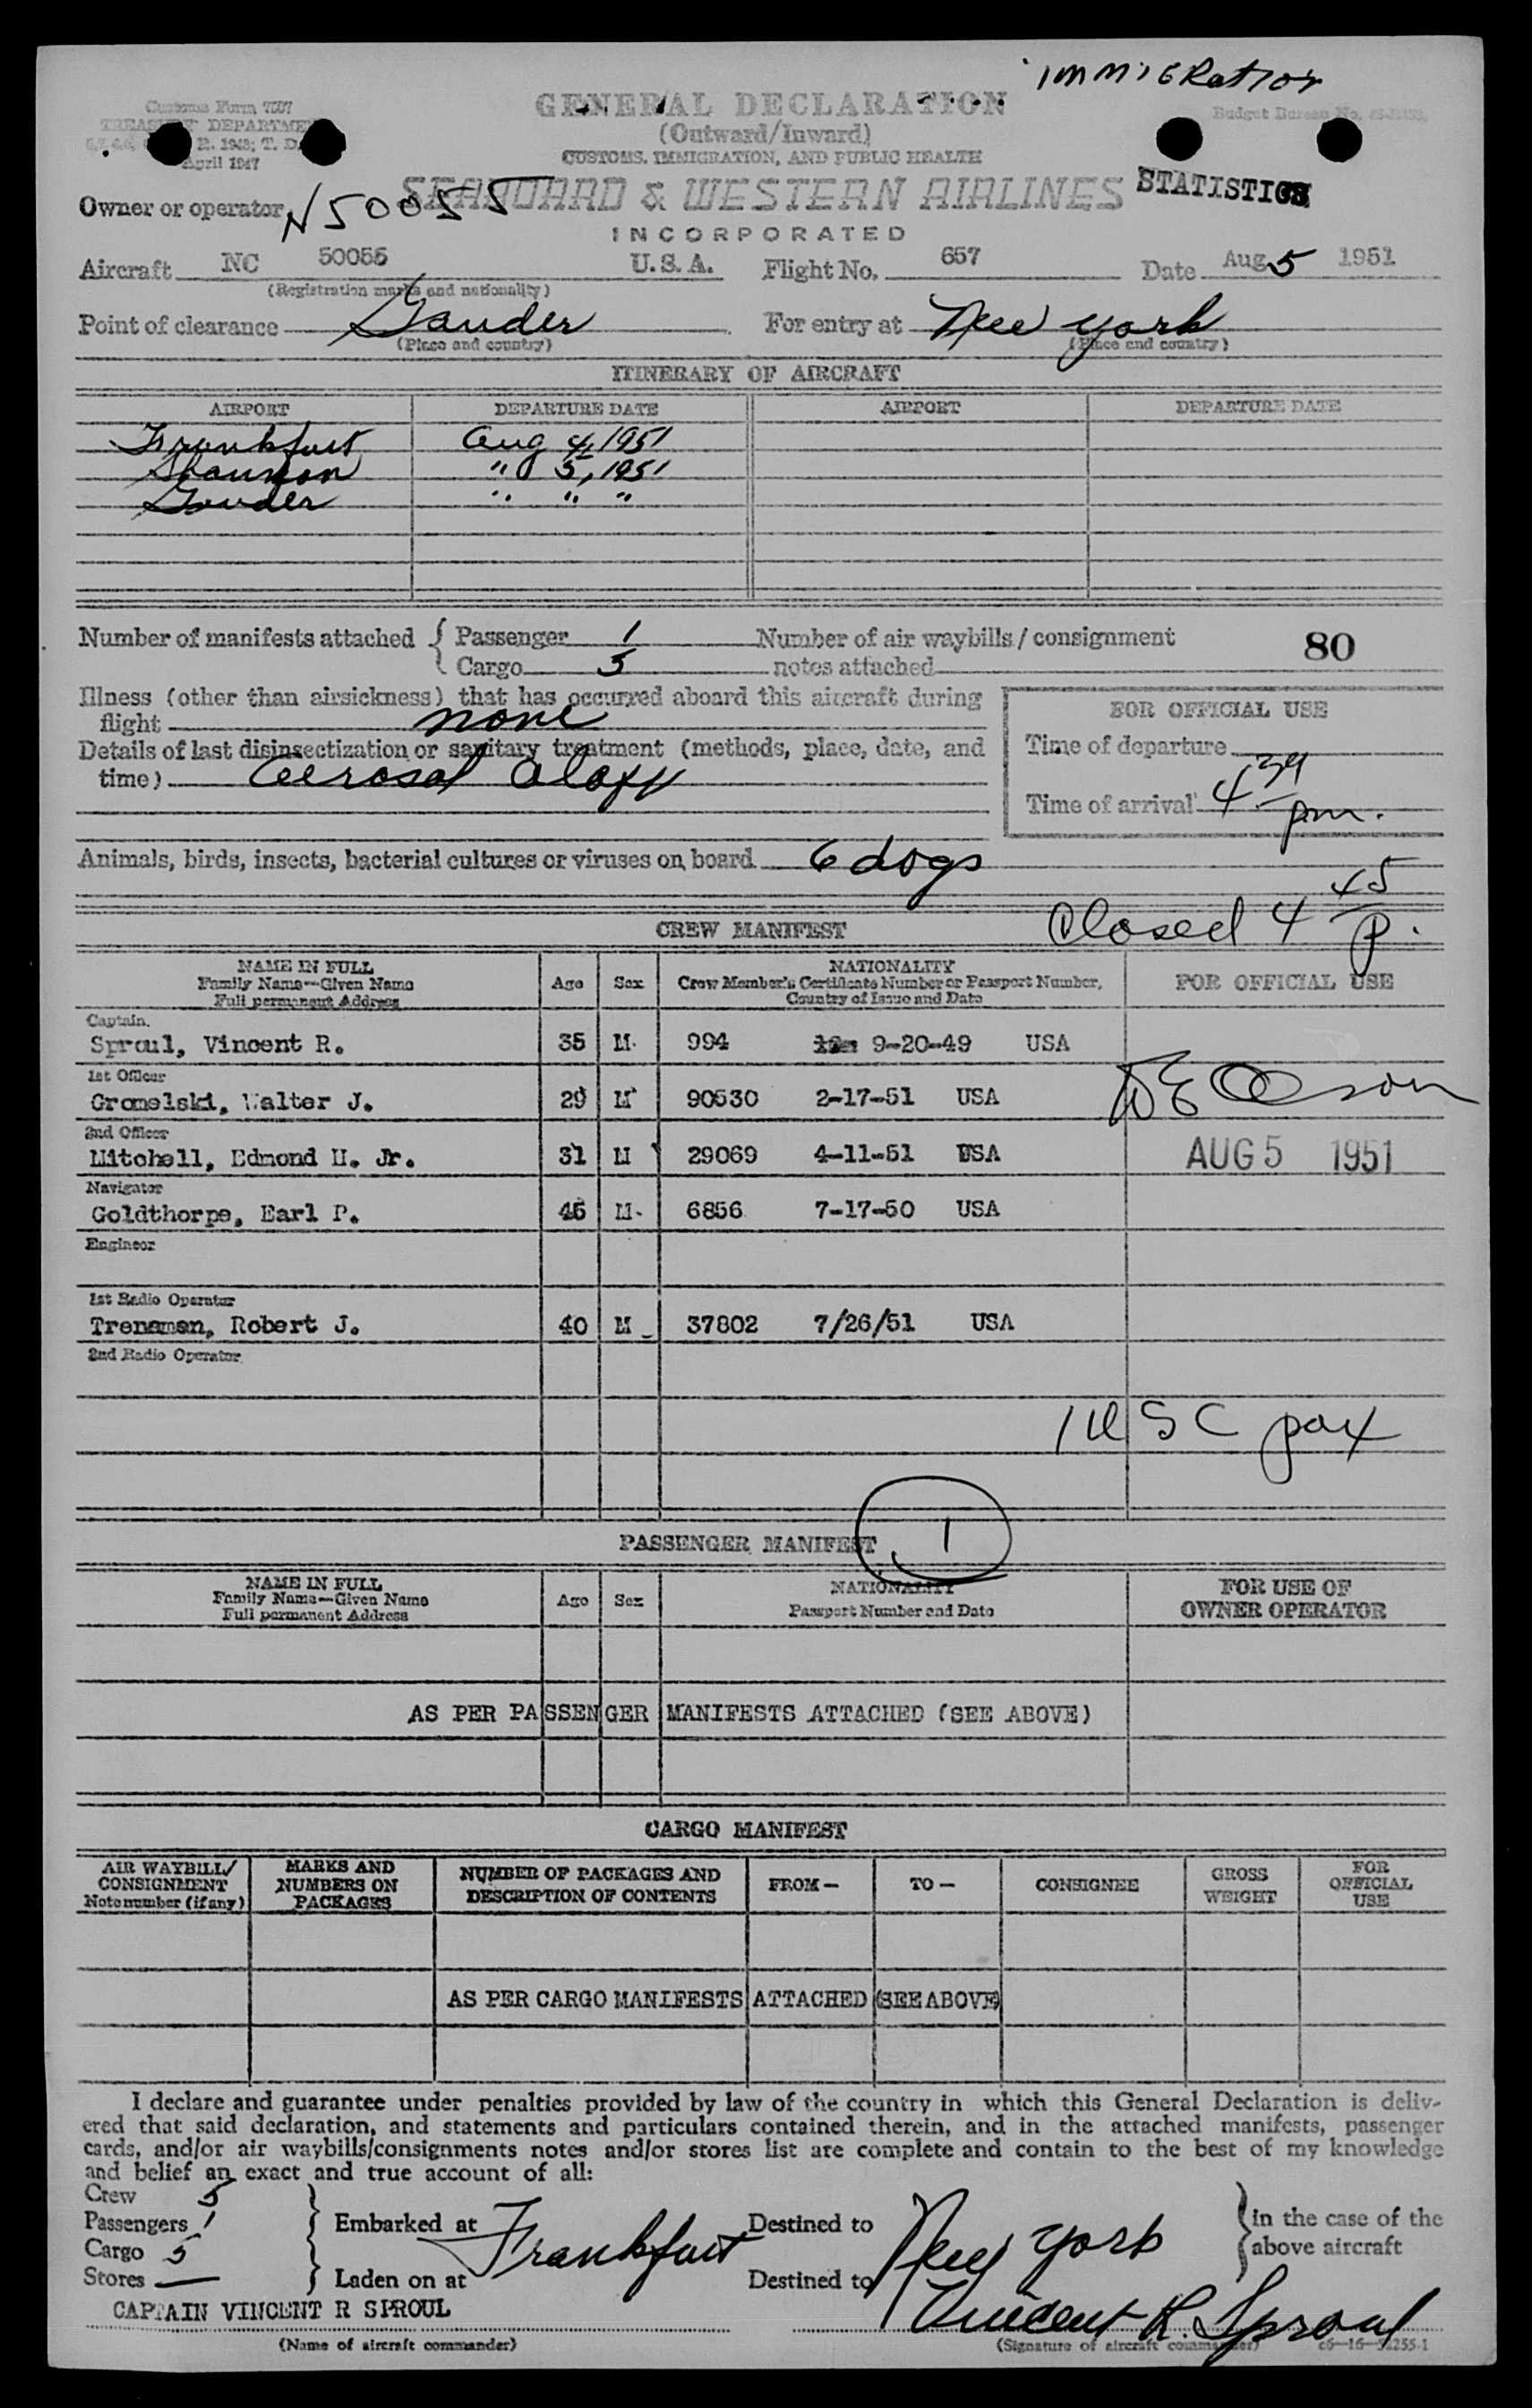 immigration
Customs Form 7507
TREASURY DEPARTMENT
April 1947
GENERAL DECLARATION
(Outward/Inward)
CUSTOMS, IMMIGRATION, AND PUBLIC HEALTH
Budget Bureau No.
STATISTICS
Owner or operator N50055 SEABOARD & WESTERN AIRLINES
INCORPORATED
Aircraft NC 50055 U.S.A. Flight No. 657 Date Aug 5 1951
(Registration marks and nationality)
Point of clearance Gander For entry at New York
(Place and country) (Place and country)
ITINERARY OF AIRCRAFT
AIRPORT DEPARTURE DATE AIRPORT DEPARTURE DATE
Frankfurt Aug 4, 1951
Shannon " 5, 1951
Gander " " "
Number of manifests attached { Passenger 1 Number of air waybills / consignment 80
Cargo 5 notes attached
Illness (other than airsickness) that has occurred aboard this aircraft during
flight none
FOR OFFICIAL USE
Details of last disinsectization or sanitary treatment (methods, place, date, and
time) Aerosol
Time of departure
Time of arrival 4 39 pm.
Animals, birds, insects, bacterial cultures or viruses on board 6 dogs
Closed 4 45 p.
CREW MANIFEST
NAME IN FULL
Family Name—Given Name
Full permanent Address
Age Sex
NATIONALITY
Crew Member's Certificate Number or Passport Number,
Country of Issue and Date
FOR OFFICIAL USE
Captain.
Sproul, Vincent R. 35 M. 994 9-20-49 USA
1st Officer
Gromelski, Walter J. 29 M 90530 2-17-51 USA
2nd Officer
Mitchell, Edmond H. Jr. 31 M 29069 4-11-51 USA
AUG 5 1951
Navigator
Goldthorpe, Earl P. 45 M. 6856 7-17-50 USA
Engineer
1st Radio Operator
Trenaman, Robert J. 40 M 37802 7/26/51 USA
2nd Radio Operator
1 USC pax
PASSENGER MANIFEST 1
NAME IN FULL
Family Name—Given Name
Full permanent Address
Age Sex
NATIONALITY
Passport Number and Date
FOR USE OF
OWNER OPERATOR
AS PER PASSENGER MANIFESTS ATTACHED (SEE ABOVE)
CARGO MANIFEST
AIR WAYBILL/
CONSIGNMENT
Note number (if any)
MARKS AND
NUMBERS ON
PACKAGES
NUMBER OF PACKAGES AND
DESCRIPTION OF CONTENTS
FROM —
TO —
CONSIGNEE
GROSS
WEIGHT
FOR
OFFICIAL
USE
AS PER CARGO MANIFESTS ATTACHED (SEE ABOVE)
I declare and guarantee under penalties provided by law of the country in which this General Declaration is deliv-
ered that said declaration, and statements and particulars contained therein, and in the attached manifests, passenger
cards, and/or air waybills/consignments notes and/or stores list are complete and contain to the best of my knowledge
and belief an exact and true account of all:
Crew 5
Passengers 1 Embarked at Frankfurt Destined to New York In the case of the
Cargo 5 above aircraft
Stores — Laden on at Destined to
CAPTAIN VINCENT R SPROUL Vincent R. Sproul
(Name of aircraft commander) (Signature of aircraft commander)